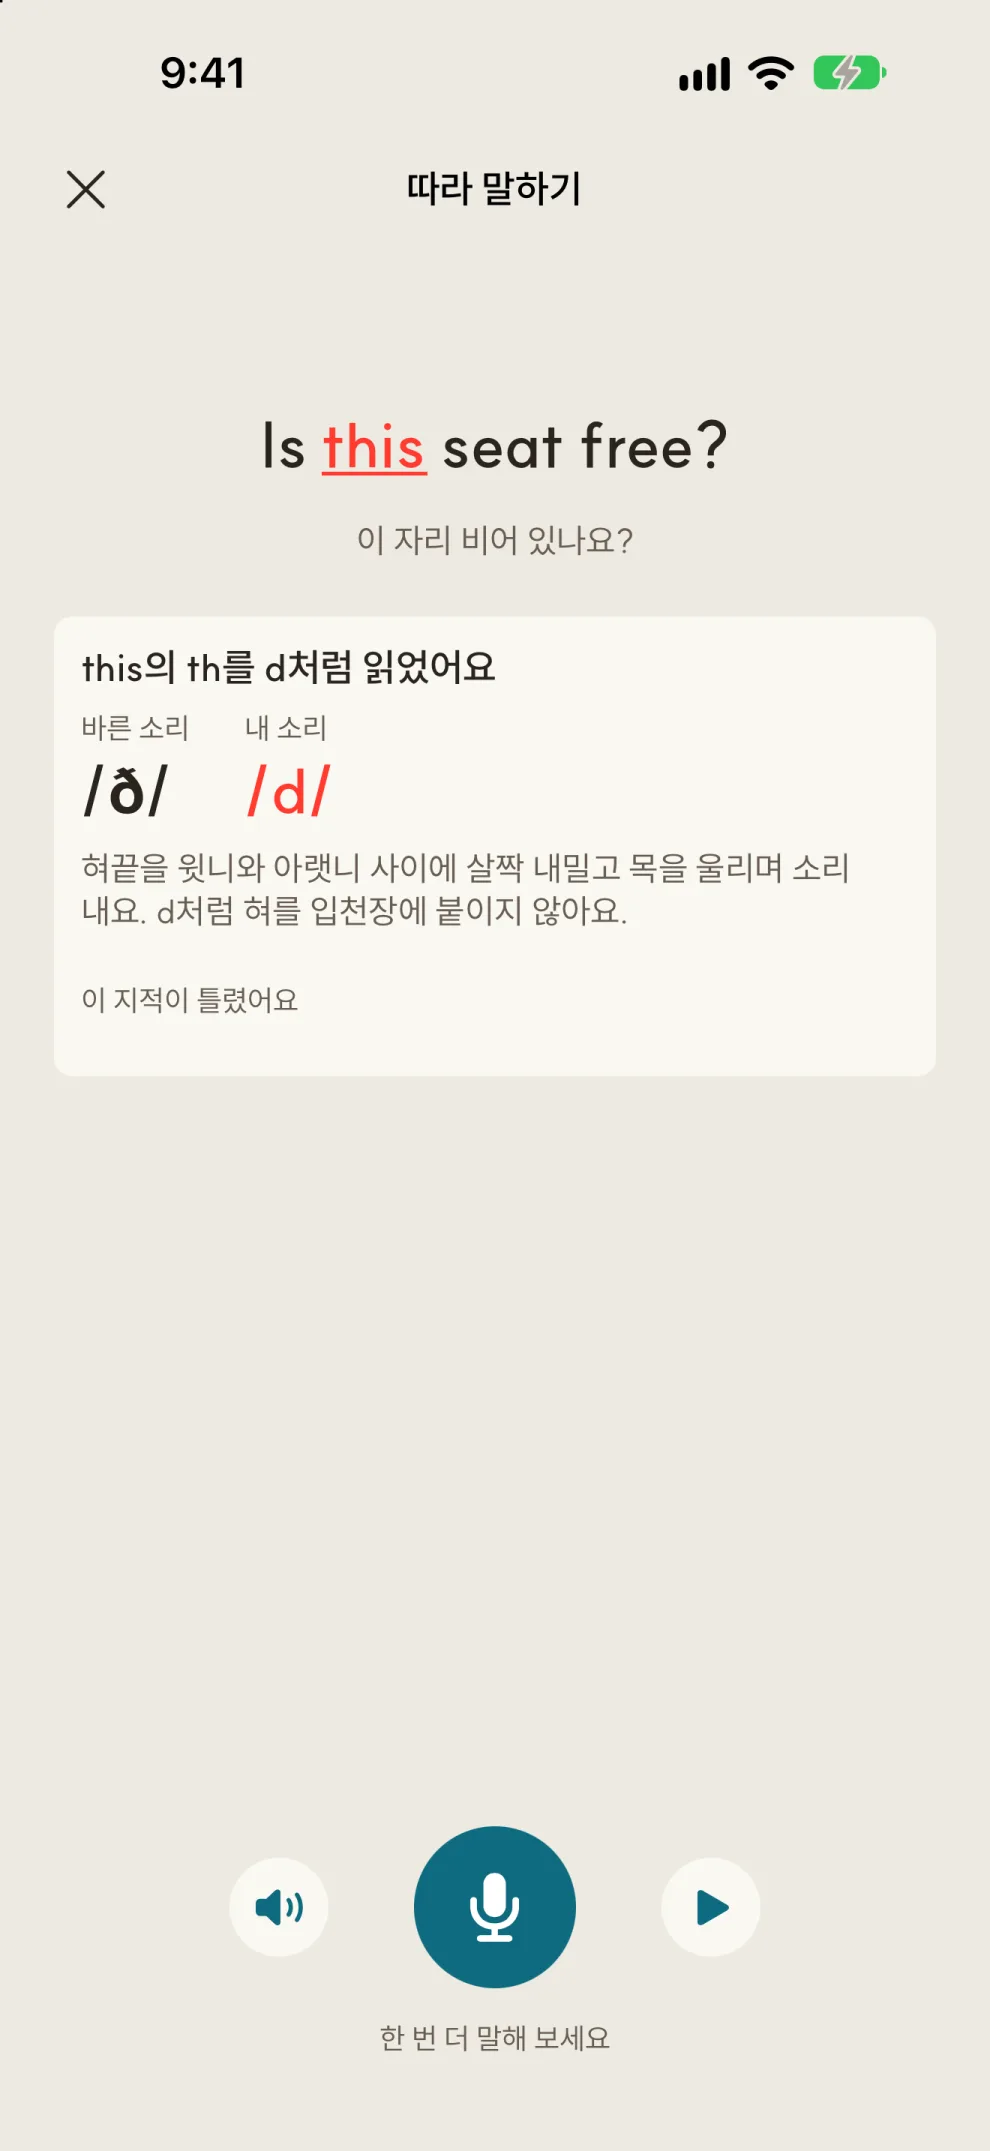 9:41
따라 말하기
Is this seat free?
이 자리 비어 있나요?
this의 th를 d처럼 읽었어요
바른 소리 내 소리
/ð/ /d/
혀끝을 윗니와 아랫니 사이에 살짝 내밀고 목을 울리며 소리
내요. d처럼 혀를 입천장에 붙이지 않아요.
이 지적이 틀렸어요
한 번 더 말해 보세요